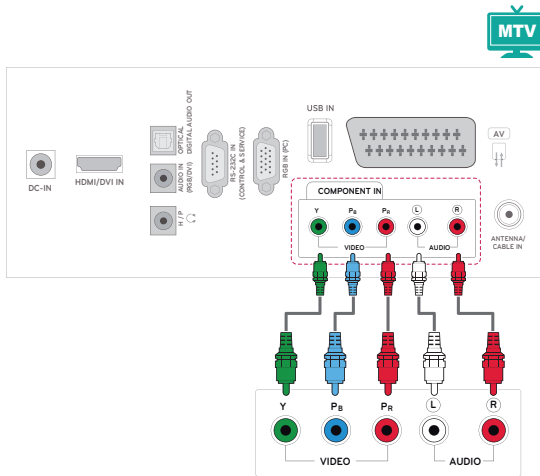 MTV
USB IN
AV
OPTICAL
DIGITAL AUDIO OUT
AUDIO IN
(RGB/DVI)
H / P
RS-232C IN
(CONTROL & SERVICE)
RGB IN (PC)
DC-IN
HDMI/DVI IN
COMPONENT IN
Y PB PR L R
VIDEO AUDIO
ANTENNA/
CABLE IN
Y PB PR L R
VIDEO AUDIO